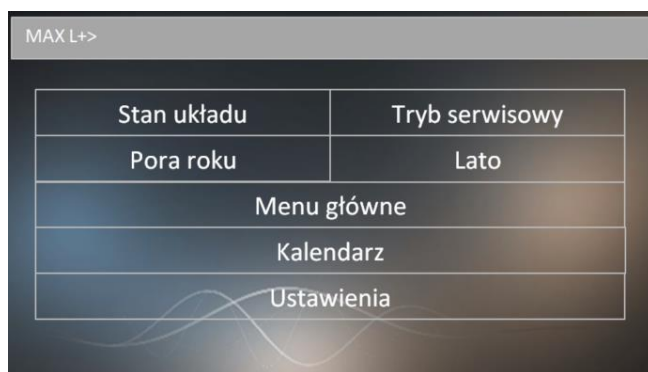 MAX L+>
Stan układu Tryb serwisowy
Pora roku Lato
Menu główne
Kalendarz
Ustawienia